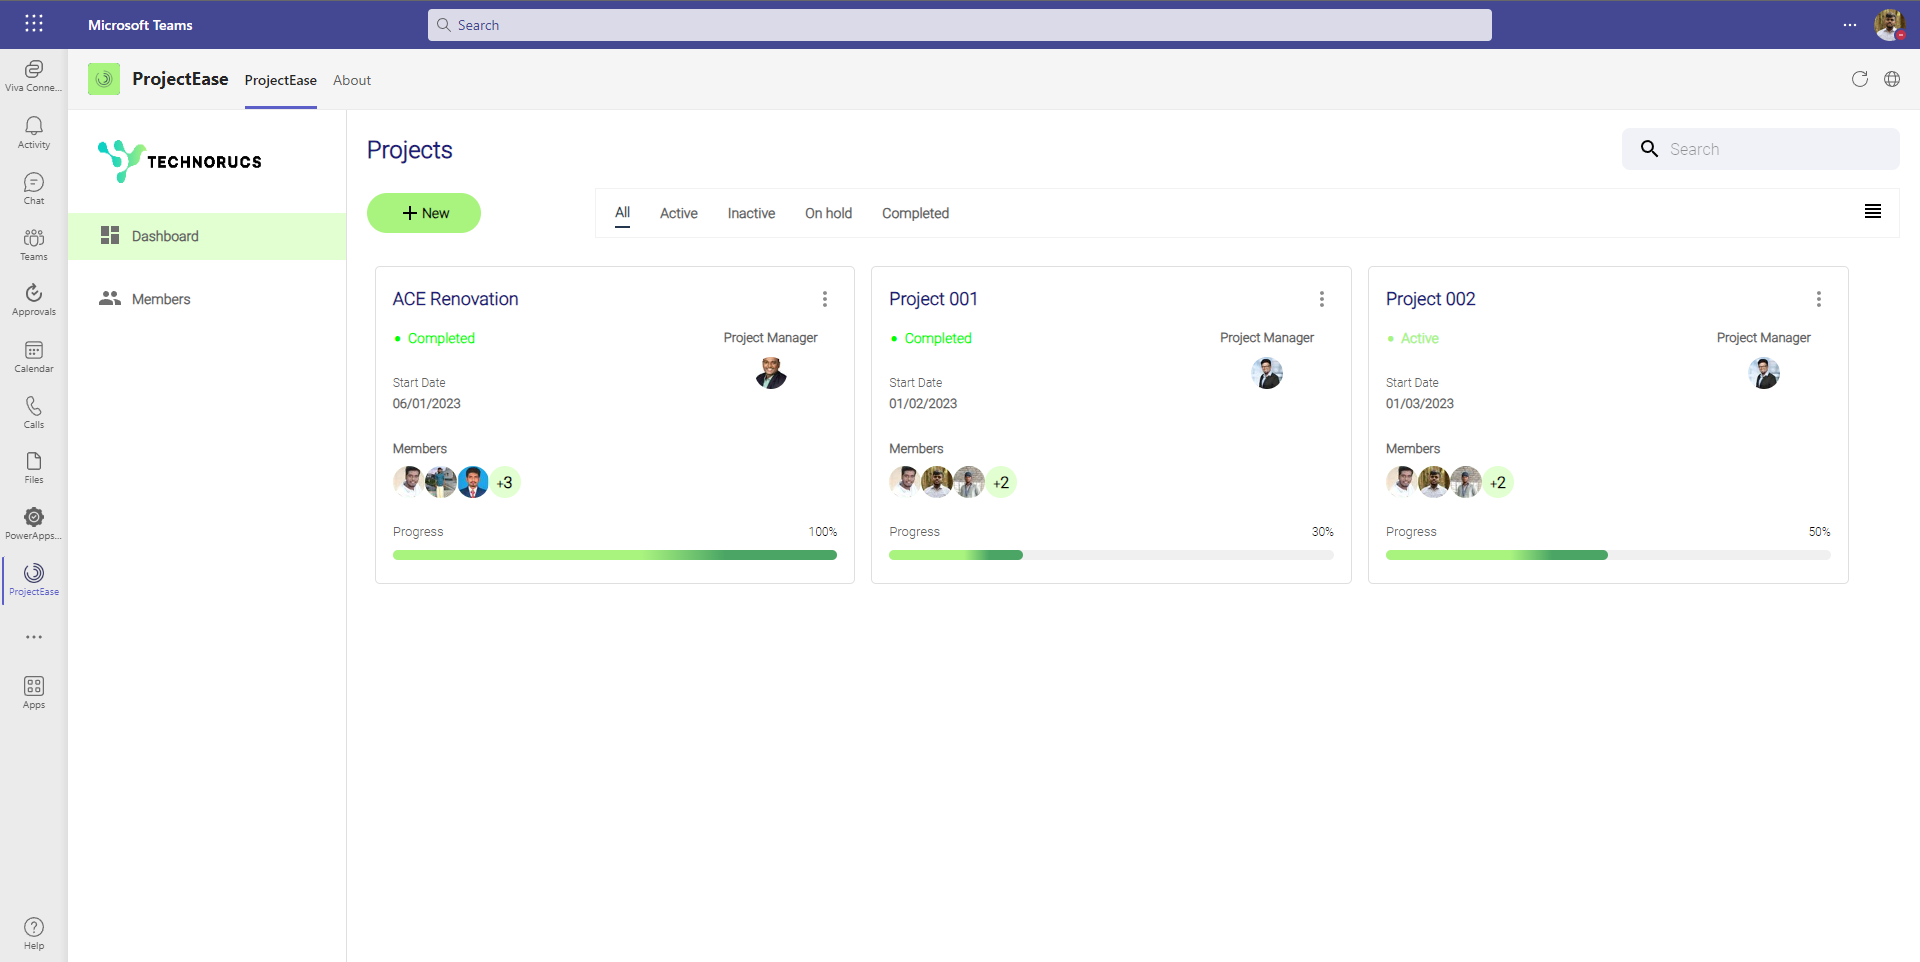 Microsoft Teams
Search
Viva Conne...
Activity
Chat
Teams
Approvals
Calendar
Calls
Files
PowerApps...
ProjectEase
Apps
Help
ProjectEase
ProjectEase
About
TECHNORUCS
Dashboard
Members
Projects
Search
New
All
Active
Inactive
On hold
Completed
ACE Renovation
Completed
Project Manager
Start Date
06/01/2023
Members
+3
Progress
100%
Project 001
Completed
Project Manager
Start Date
01/02/2023
Members
+2
Progress
30%
Project 002
Active
Project Manager
Start Date
01/03/2023
Members
+2
Progress
50%